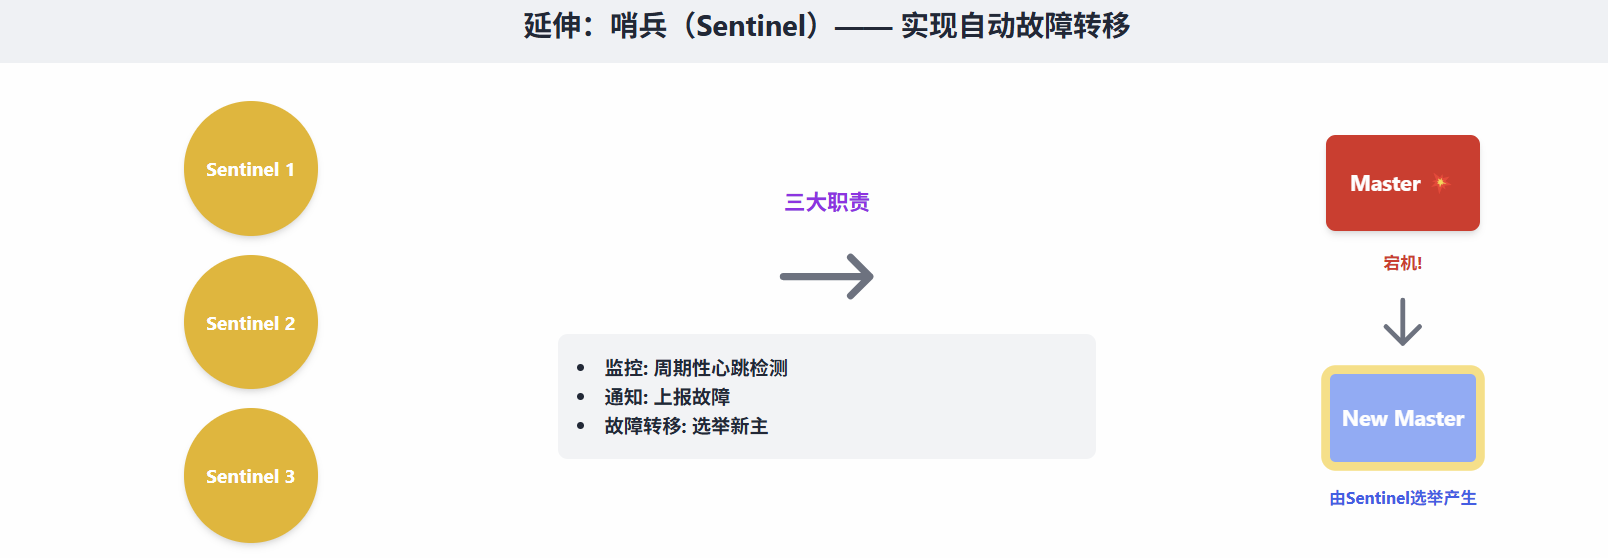 延伸：哨兵（Sentinel）—— 实现自动故障转移
Sentinel 1
Sentinel 2
Sentinel 3
三大职责
• 监控: 周期性心跳检测
• 通知: 上报故障
• 故障转移: 选举新主
Master 💥
宕机!
New Master
由Sentinel选举产生